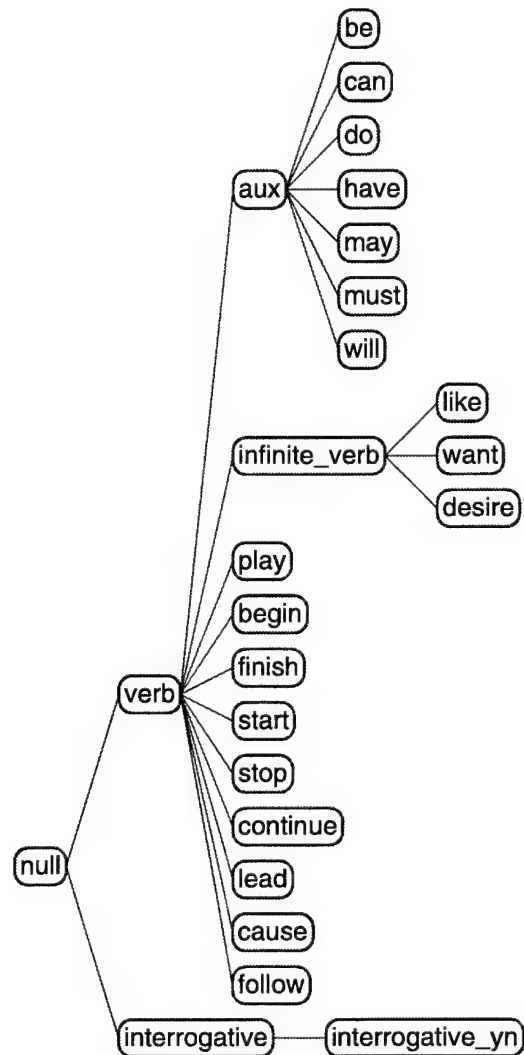 be
can
do
aux
have
may
must
will
like
infinite_verb
want
desire
play
begin
finish
verb
start
stop
continue
null
lead
cause
follow
interrogative
interrogative_yn